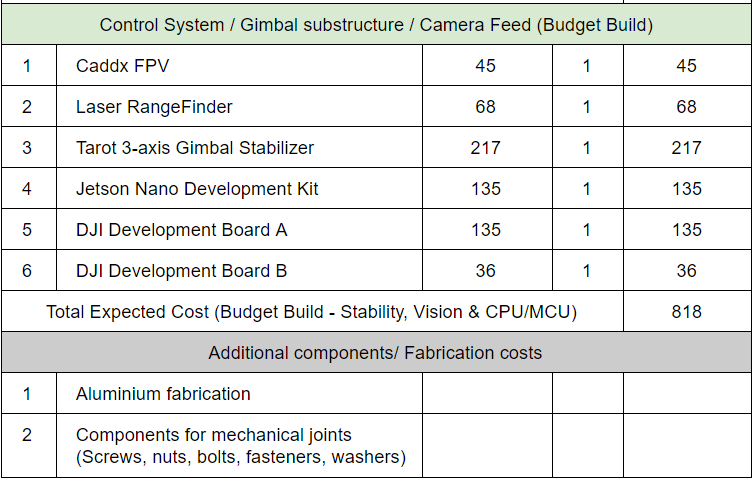 Control System / Gimbal substructure / Camera Feed (Budget Build)
1 Caddx FPV 45 1 45
2 Laser RangeFinder 68 1 68
3 Tarot 3-axis Gimbal Stabilizer 217 1 217
4 Jetson Nano Development Kit 135 1 135
5 DJI Development Board A 135 1 135
6 DJI Development Board B 36 1 36
Total Expected Cost (Budget Build - Stability, Vision & CPU/MCU) 818
Additional components/ Fabrication costs
1 Aluminium fabrication
2 Components for mechanical joints
(Screws, nuts, bolts, fasteners, washers)